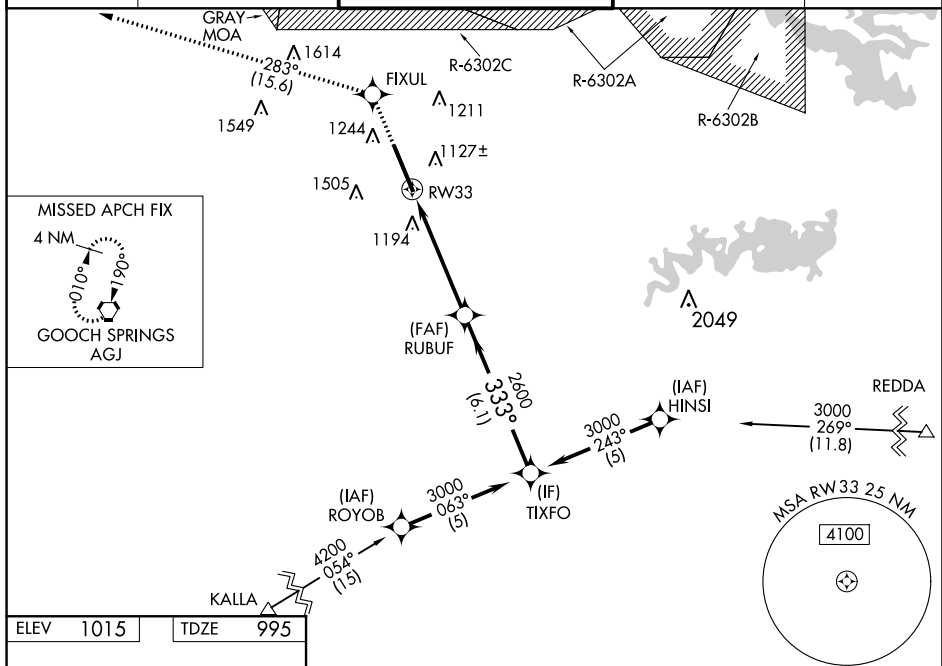 GRAY
MOA
1614
R-6302C
R-6302A
R-6302B
283°
(15.6)
FIXUL
1549
1211
1244
1127±
1505
RW33
1194
MISSED APCH FIX
4 NM
010°
190°
GOOCH SPRINGS
AGJ
2049
(FAF)
RUBUF
2600
333°
(6.1)
(IAF)
HINSI
REDDA
3000
269°
(11.8)
3000
243°
(5)
(IF)
TIXFO
(IAF)
ROYOB
3000
063°
(5)
4200
054°
(15)
KALLA
MSA RW33 25 NM
4100
ELEV 1015
TDZE 995